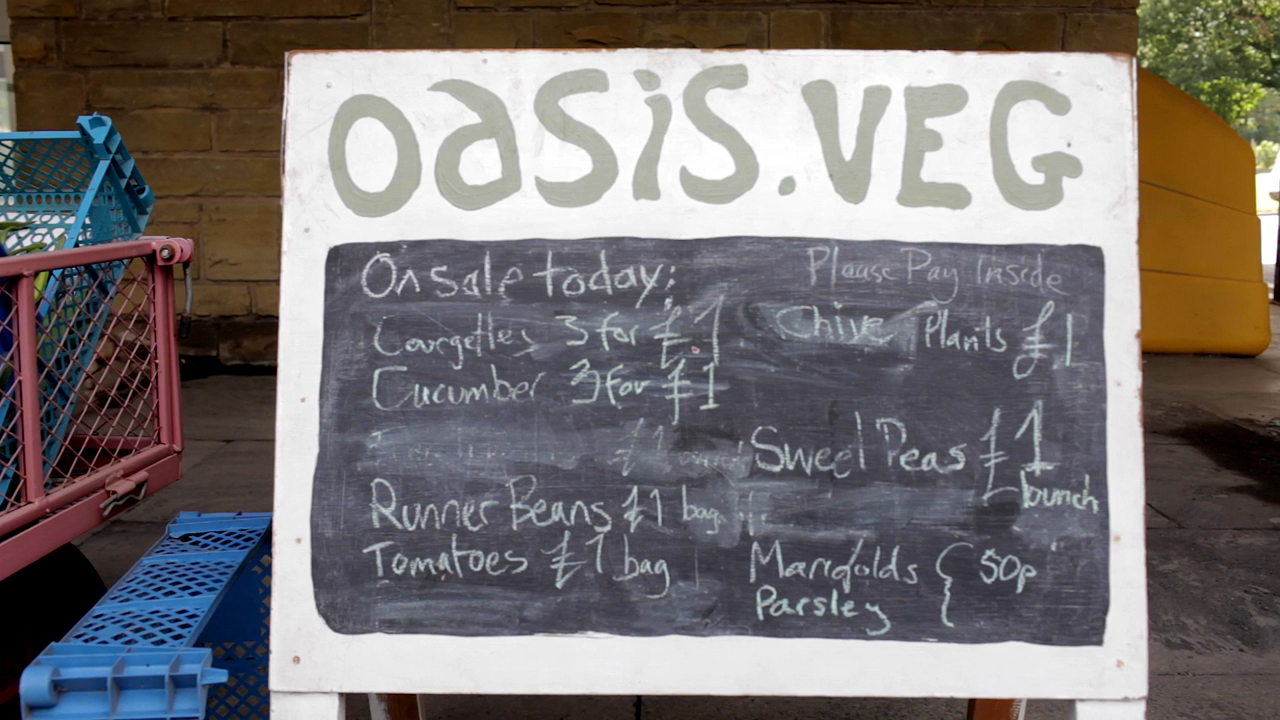 OaSiS.VEG
On sale today:
Please Pay Inside
Courgettes 3 for £1
Cucumber 3 for £1
£1
Runner Beans £1 bag
Tomatoes £1 bag
Chive Plants £1
Sweet Peas £1
bunch
Marigolds { 50p
Parsley